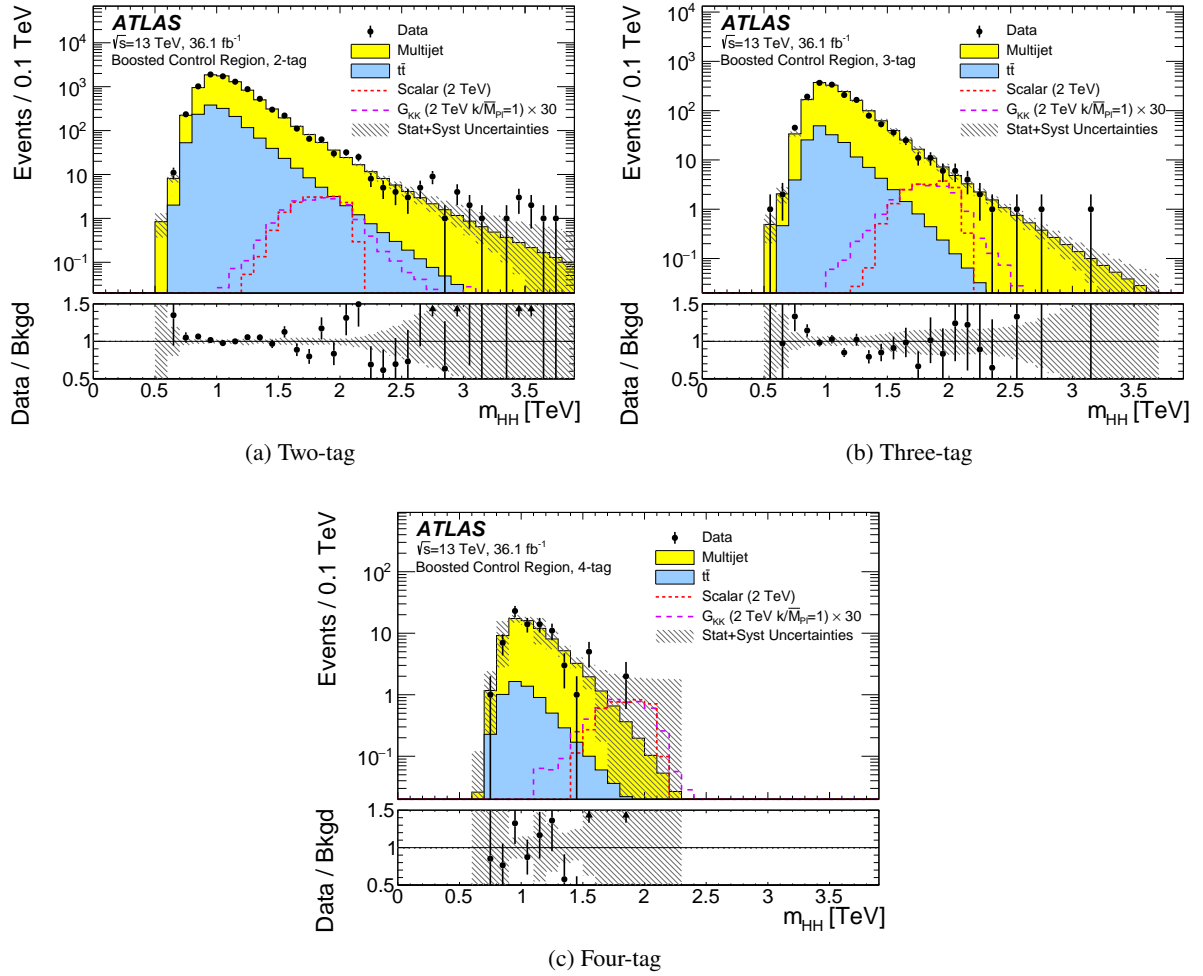 ATLAS
√s=13 TeV, 36.1 fb⁻¹
Boosted Control Region, 2-tag
Data
Multijet
tt̄
Scalar (2 TeV)
G_KK (2 TeV k/M̅_Pl=1) × 30
Stat+Syst Uncertainties
Events / 0.1 TeV
10⁴
10³
10²
10
1
10⁻¹
Data / Bkgd
1.5
1
0.5
0 0.5 1 1.5 2 2.5 3 3.5
m_HH [TeV]
(a) Two-tag
ATLAS
√s=13 TeV, 36.1 fb⁻¹
Boosted Control Region, 3-tag
Data
Multijet
tt̄
Scalar (2 TeV)
G_KK (2 TeV k/M̅_Pl=1) × 30
Stat+Syst Uncertainties
Events / 0.1 TeV
10⁴
10³
10²
10
1
10⁻¹
Data / Bkgd
1.5
1
0.5
0 0.5 1 1.5 2 2.5 3 3.5
m_HH [TeV]
(b) Three-tag
ATLAS
√s=13 TeV, 36.1 fb⁻¹
Boosted Control Region, 4-tag
Data
Multijet
tt̄
Scalar (2 TeV)
G_KK (2 TeV k/M̅_Pl=1) × 30
Stat+Syst Uncertainties
Events / 0.1 TeV
10²
10
1
10⁻¹
Data / Bkgd
1.5
1
0.5
0 0.5 1 1.5 2 2.5 3 3.5
m_HH [TeV]
(c) Four-tag